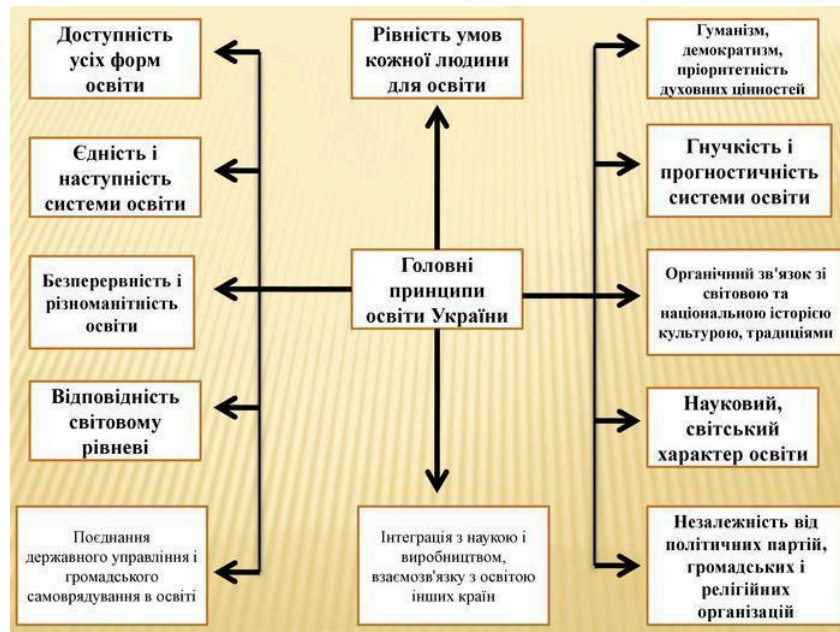 Доступність
усіх форм
освіти
Рівність умов
кожної людини
для освіти
Гуманізм,
демократизм,
пріоритетність
духовних цінностей
Єдність і
наступність
системи освіти
Гнучкість і
прогностичність
системи освіти
Безперервність і
різноманітність
освіти
Головні
принципи
освіти України
Органічний зв'язок зі
світовою та
національною історією
культурою, традиціями
Відповідність
світовому
рівневі
Науковий,
світський
характер освіти
Поєднання
державного управління і
громадського
самоврядування в освіті
Інтеграція з наукою і
виробництвом,
взаємозв'язку з освітою
інших країн
Незалежність від
політичних партій,
громадських і
релігійних
організацій